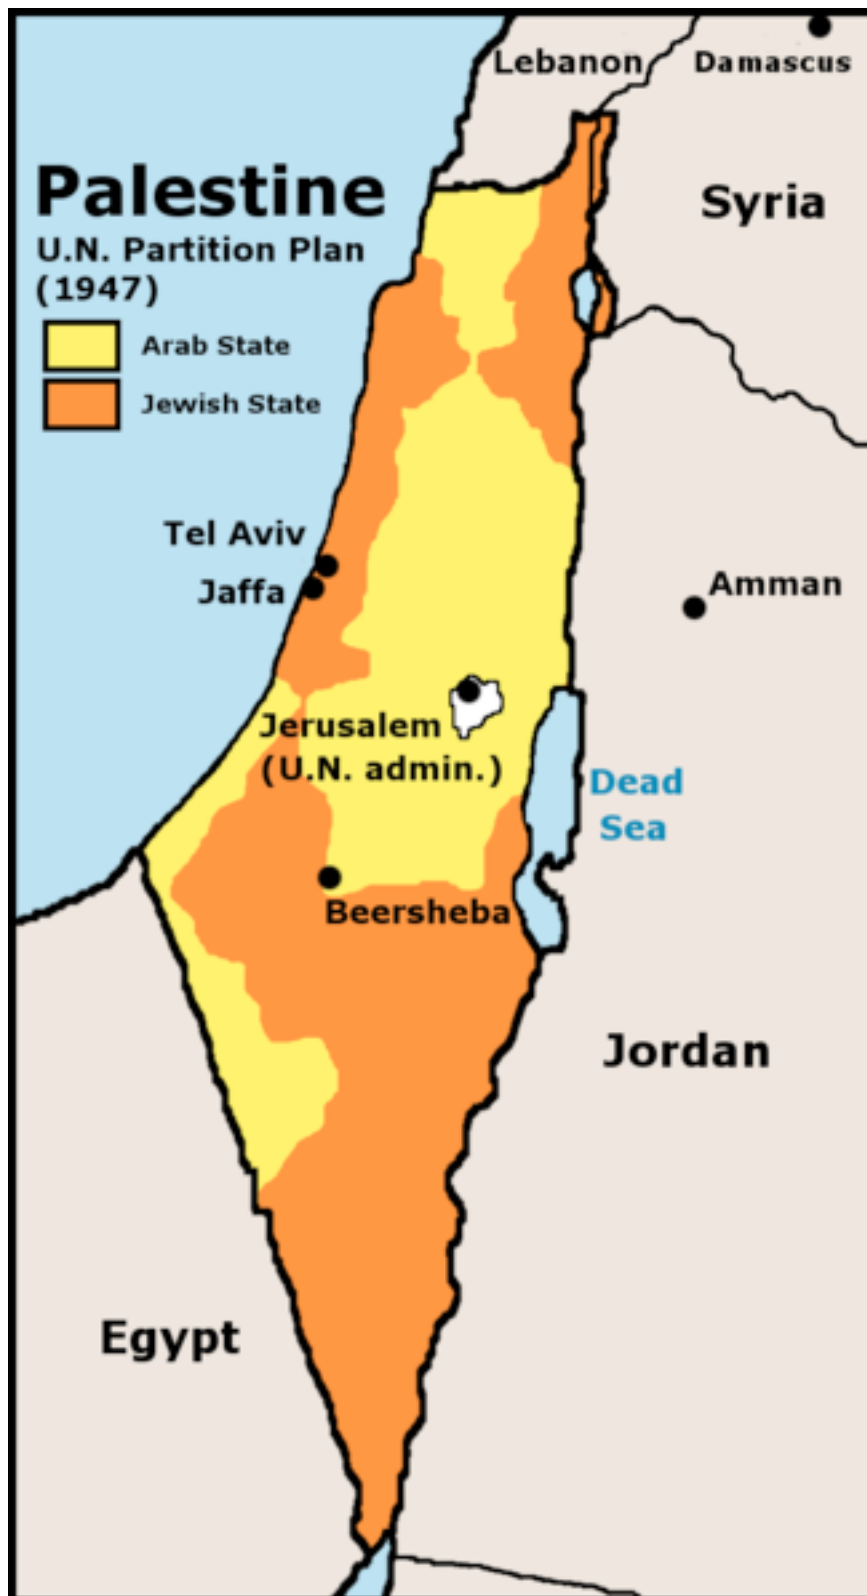 Lebanon
Damascus
Palestine
U.N. Partition Plan
(1947)
Arab State
Jewish State
Syria
Tel Aviv
Jaffa
Amman
Jerusalem
(U.N. admin.)
Dead
Sea
Beersheba
Jordan
Egypt